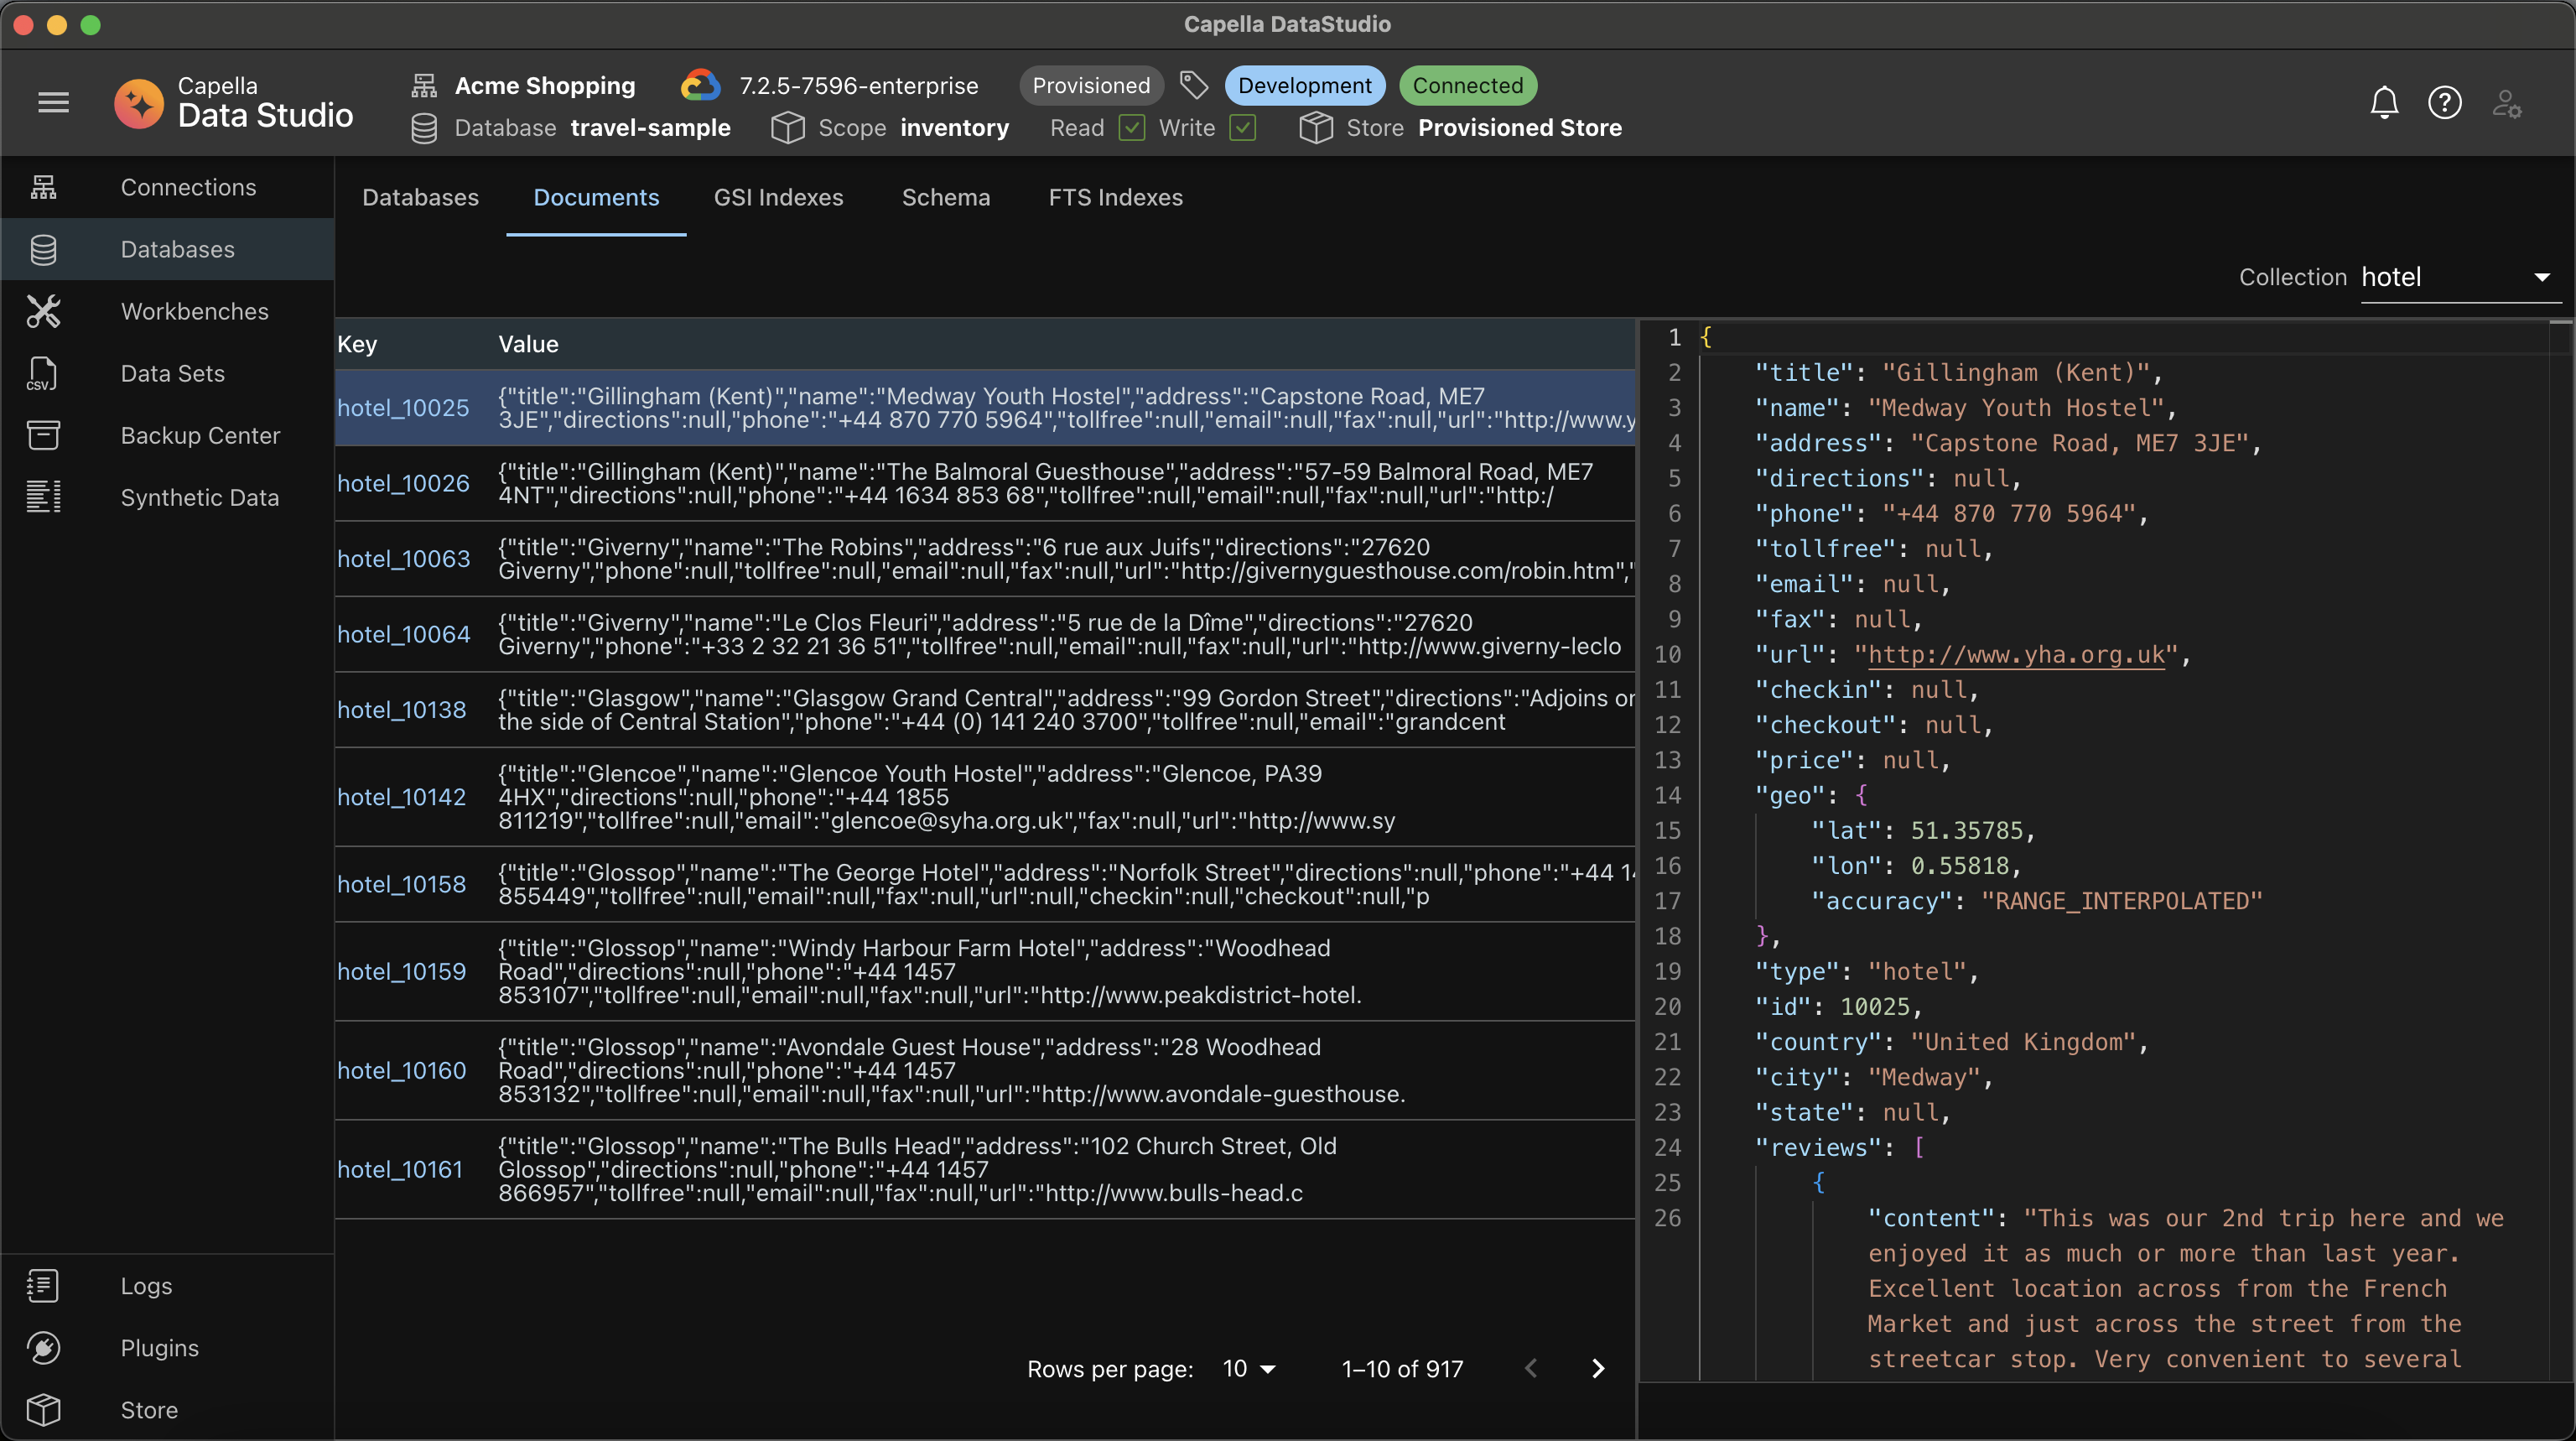 Capella DataStudio
Capella
Data Studio
Acme Shopping 7.2.5-7596-enterprise Provisioned Development Connected
Database travel-sample Scope inventory Read Write Store Provisioned Store
Connections
Databases
Workbenches
CSV
Data Sets
Backup Center
Synthetic Data
Logs
Plugins
Store
Databases Documents GSI Indexes Schema FTS Indexes
Collection hotel
Key Value
hotel_10025
{"title":"Gillingham (Kent)","name":"Medway Youth Hostel","address":"Capstone Road, ME7
3JE","directions":null,"phone":"+44 870 770 5964","tollfree":null,"email":null,"fax":null,"url":"http://www.y
hotel_10026
{"title":"Gillingham (Kent)","name":"The Balmoral Guesthouse","address":"57-59 Balmoral Road, ME7
4NT","directions":null,"phone":"+44 1634 853 68","tollfree":null,"email":null,"fax":null,"url":"http:/
hotel_10063
{"title":"Giverny","name":"The Robins","address":"6 rue aux Juifs","directions":"27620
Giverny","phone":null,"tollfree":null,"email":null,"fax":null,"url":"http://givernyguesthouse.com/robin.htm","
hotel_10064
{"title":"Giverny","name":"Le Clos Fleuri","address":"5 rue de la Dîme","directions":"27620
Giverny","phone":"+33 2 32 21 36 51","tollfree":null,"email":null,"fax":null,"url":"http://www.giverny-leclo
hotel_10138
{"title":"Glasgow","name":"Glasgow Grand Central","address":"99 Gordon Street","directions":"Adjoins or
the side of Central Station","phone":"+44 (0) 141 240 3700","tollfree":null,"email":"grandcent
hotel_10142
{"title":"Glencoe","name":"Glencoe Youth Hostel","address":"Glencoe, PA39
4HX","directions":null,"phone":"+44 1855
811219","tollfree":null,"email":"glencoe@syha.org.uk","fax":null,"url":"http://www.sy
hotel_10158
{"title":"Glossop","name":"The George Hotel","address":"Norfolk Street","directions":null,"phone":"+44 14
855449","tollfree":null,"email":null,"fax":null,"url":null,"checkin":null,"checkout":null,"p
hotel_10159
{"title":"Glossop","name":"Windy Harbour Farm Hotel","address":"Woodhead
Road","directions":null,"phone":"+44 1457
853107","tollfree":null,"email":null,"fax":null,"url":"http://www.peakdistrict-hotel.
hotel_10160
{"title":"Glossop","name":"Avondale Guest House","address":"28 Woodhead
Road","directions":null,"phone":"+44 1457
853132","tollfree":null,"email":null,"fax":null,"url":"http://www.avondale-guesthouse.
hotel_10161
{"title":"Glossop","name":"The Bulls Head","address":"102 Church Street, Old
Glossop","directions":null,"phone":"+44 1457
866957","tollfree":null,"email":null,"fax":null,"url":"http://www.bulls-head.c
Rows per page: 10 1–10 of 917
1 {
2 "title": "Gillingham (Kent)",
3 "name": "Medway Youth Hostel",
4 "address": "Capstone Road, ME7 3JE",
5 "directions": null,
6 "phone": "+44 870 770 5964",
7 "tollfree": null,
8 "email": null,
9 "fax": null,
10 "url": "http://www.yha.org.uk",
11 "checkin": null,
12 "checkout": null,
13 "price": null,
14 "geo": {
15 "lat": 51.35785,
16 "lon": 0.55818,
17 "accuracy": "RANGE_INTERPOLATED"
18 },
19 "type": "hotel",
20 "id": 10025,
21 "country": "United Kingdom",
22 "city": "Medway",
23 "state": null,
24 "reviews": [
25 {
26 "content": "This was our 2nd trip here and we
enjoyed it as much or more than last year.
Excellent location across from the French
Market and just across the street from the
streetcar stop. Very convenient to several